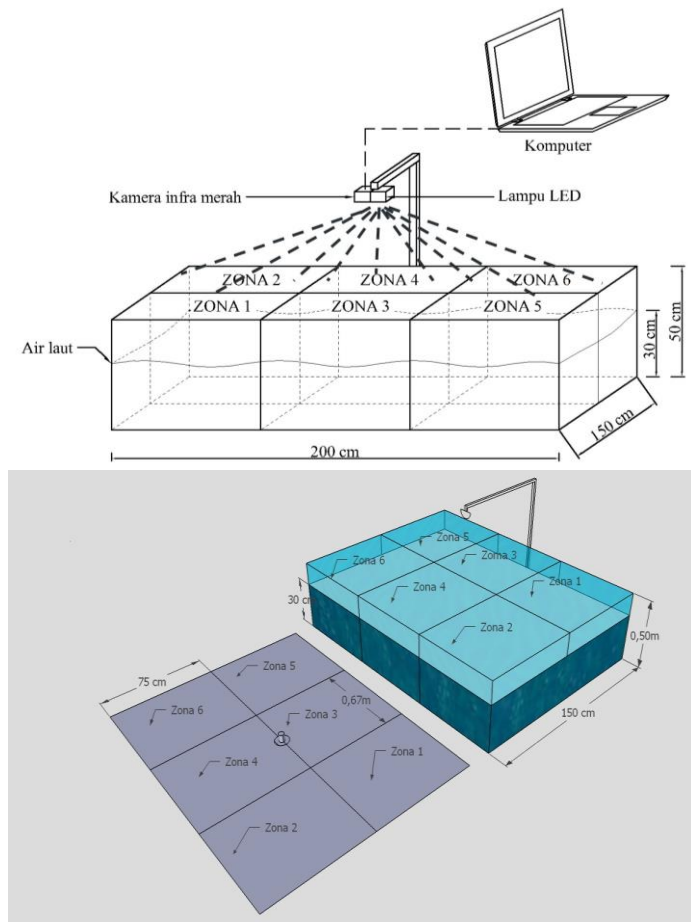 Komputer
Kamera infra merah
Lampu LED
ZONA 2
ZONA 4
ZONA 6
ZONA 1
ZONA 3
ZONA 5
Air laut
30 cm
50 cm
150 cm
200 cm
Zona 5
Zoma 3
Zona 6
Zona 1
Zona 4
30 cm
Zona 2
0,50m
150 cm
75 cm
Zona 5
0,67m
Zona 6
Zona 3
Zona 4
Zona 1
Zona 2